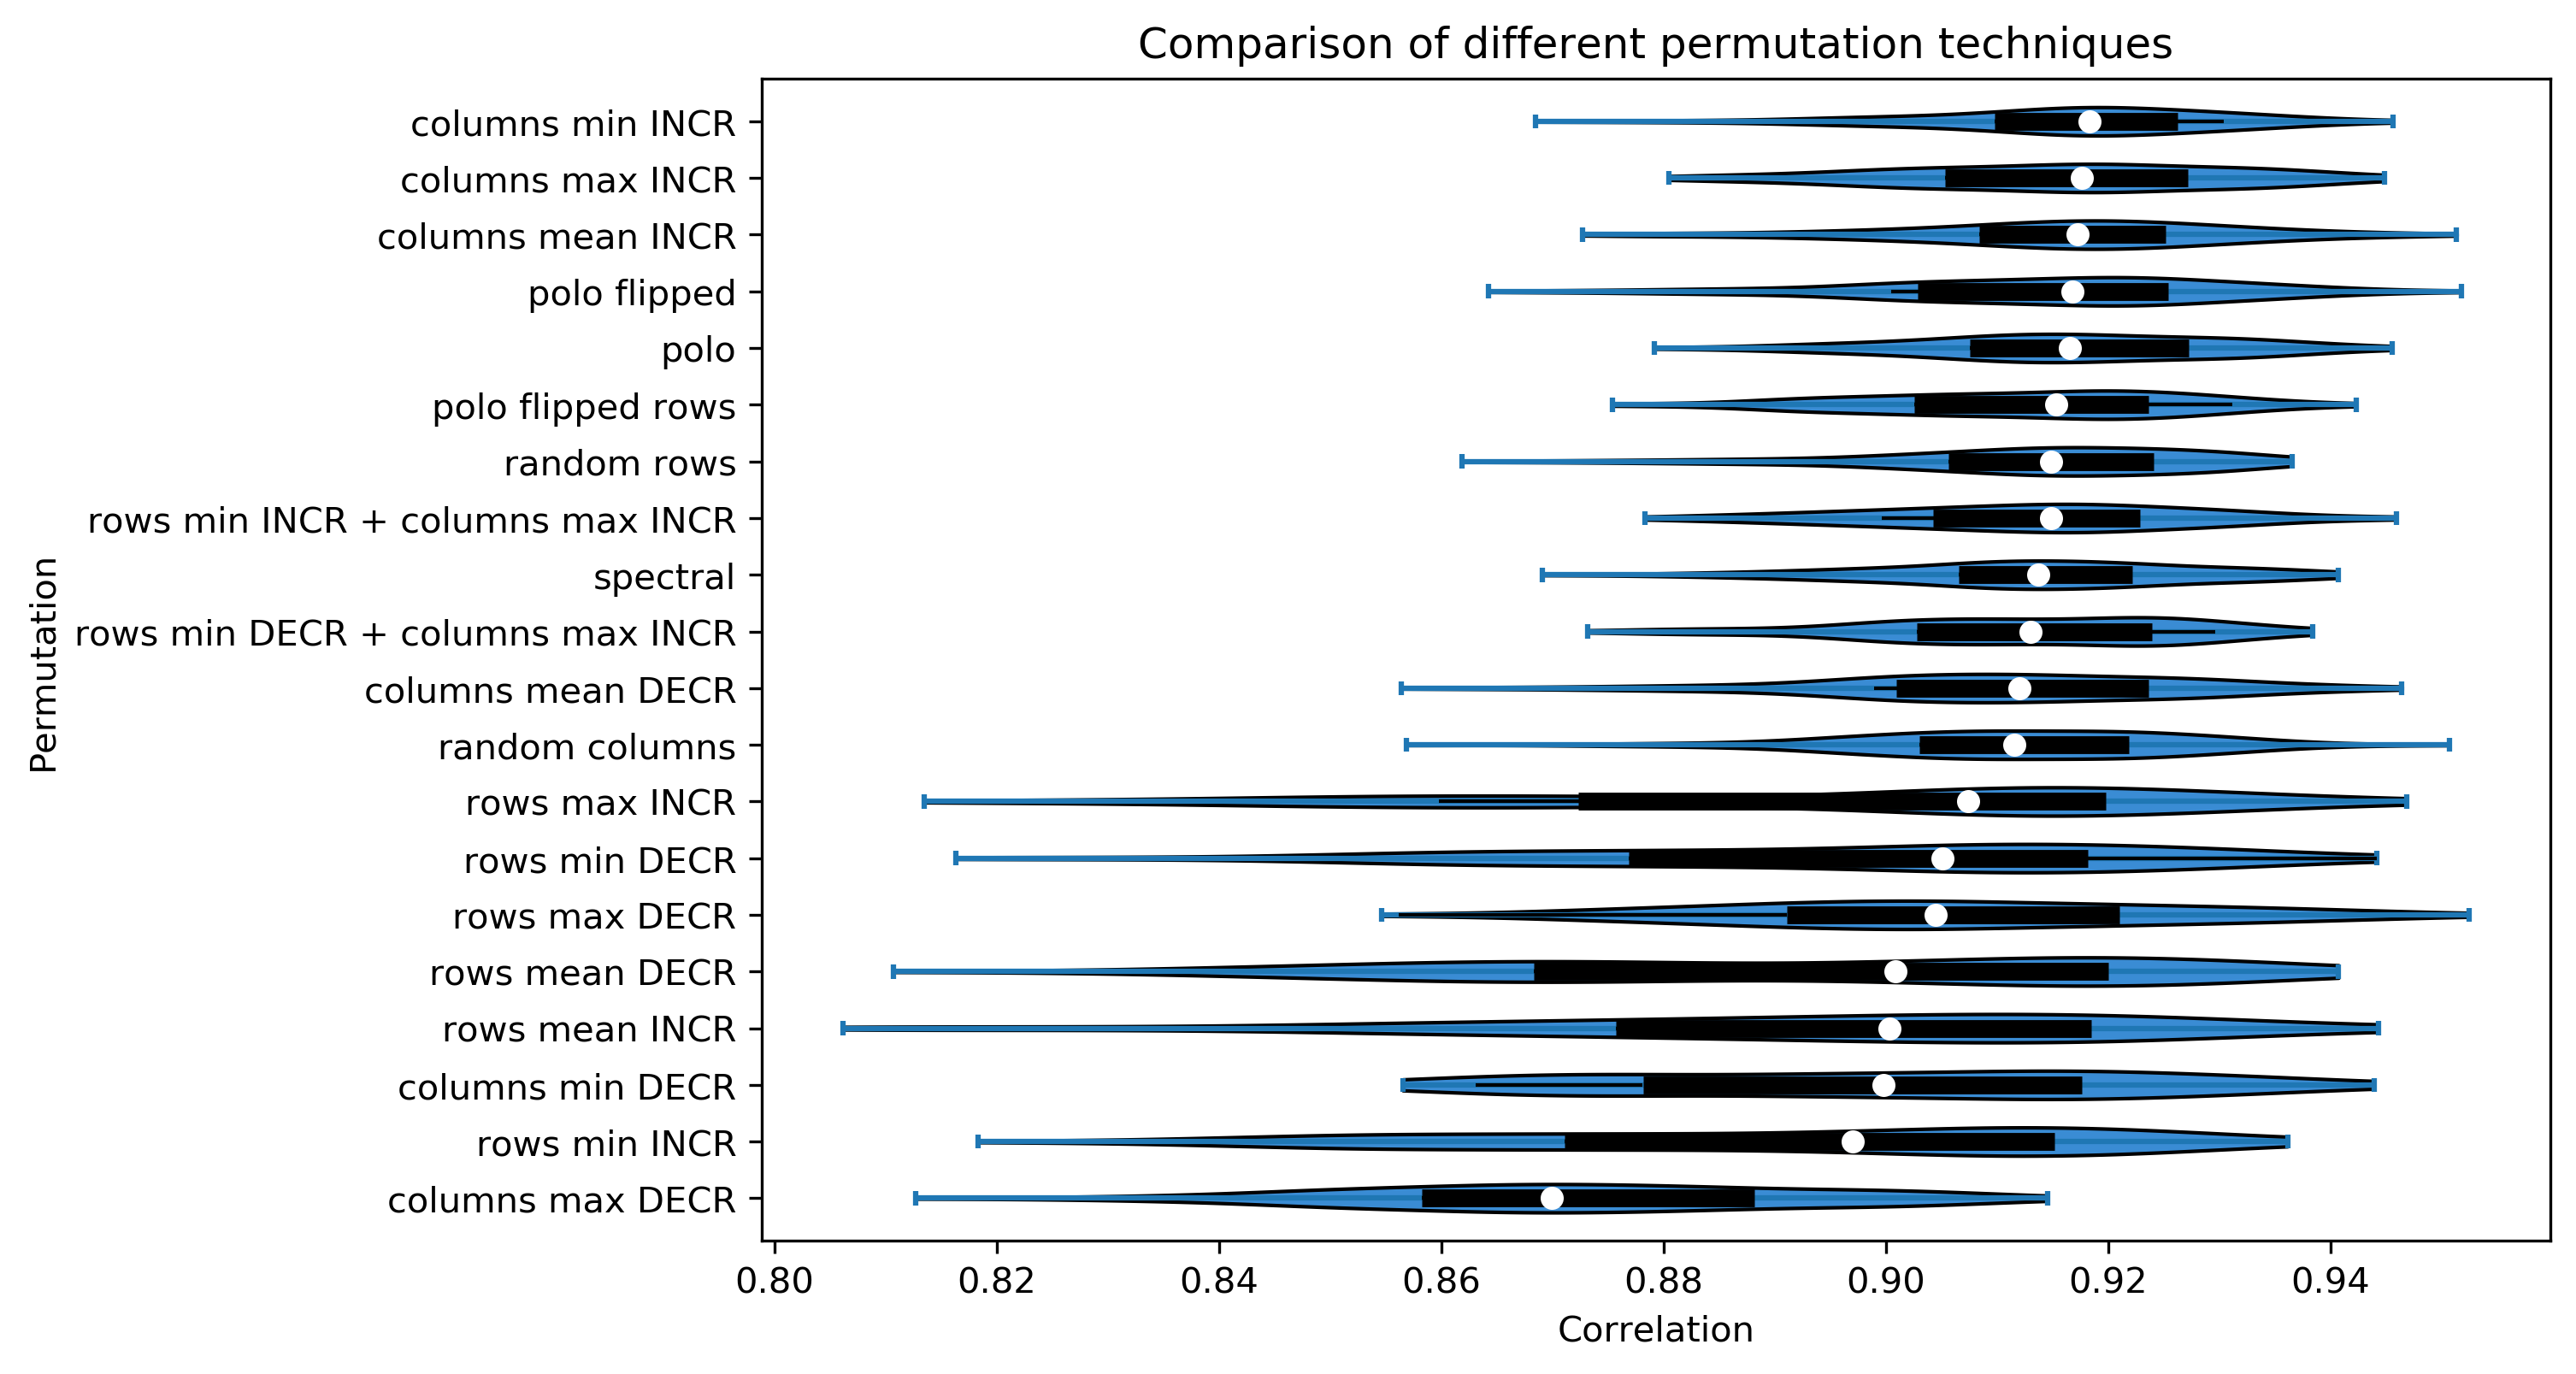 Comparison of different permutation techniques
columns min INCR
columns max INCR
columns mean INCR
polo flipped
polo
polo flipped rows
random rows
rows min INCR + columns max INCR
spectral
rows min DECR + columns max INCR
columns mean DECR
random columns
rows max INCR
rows min DECR
rows max DECR
rows mean DECR
rows mean INCR
columns min DECR
rows min INCR
columns max DECR
Permutation
0.80 0.82 0.84 0.86 0.88 0.90 0.92 0.94
Correlation